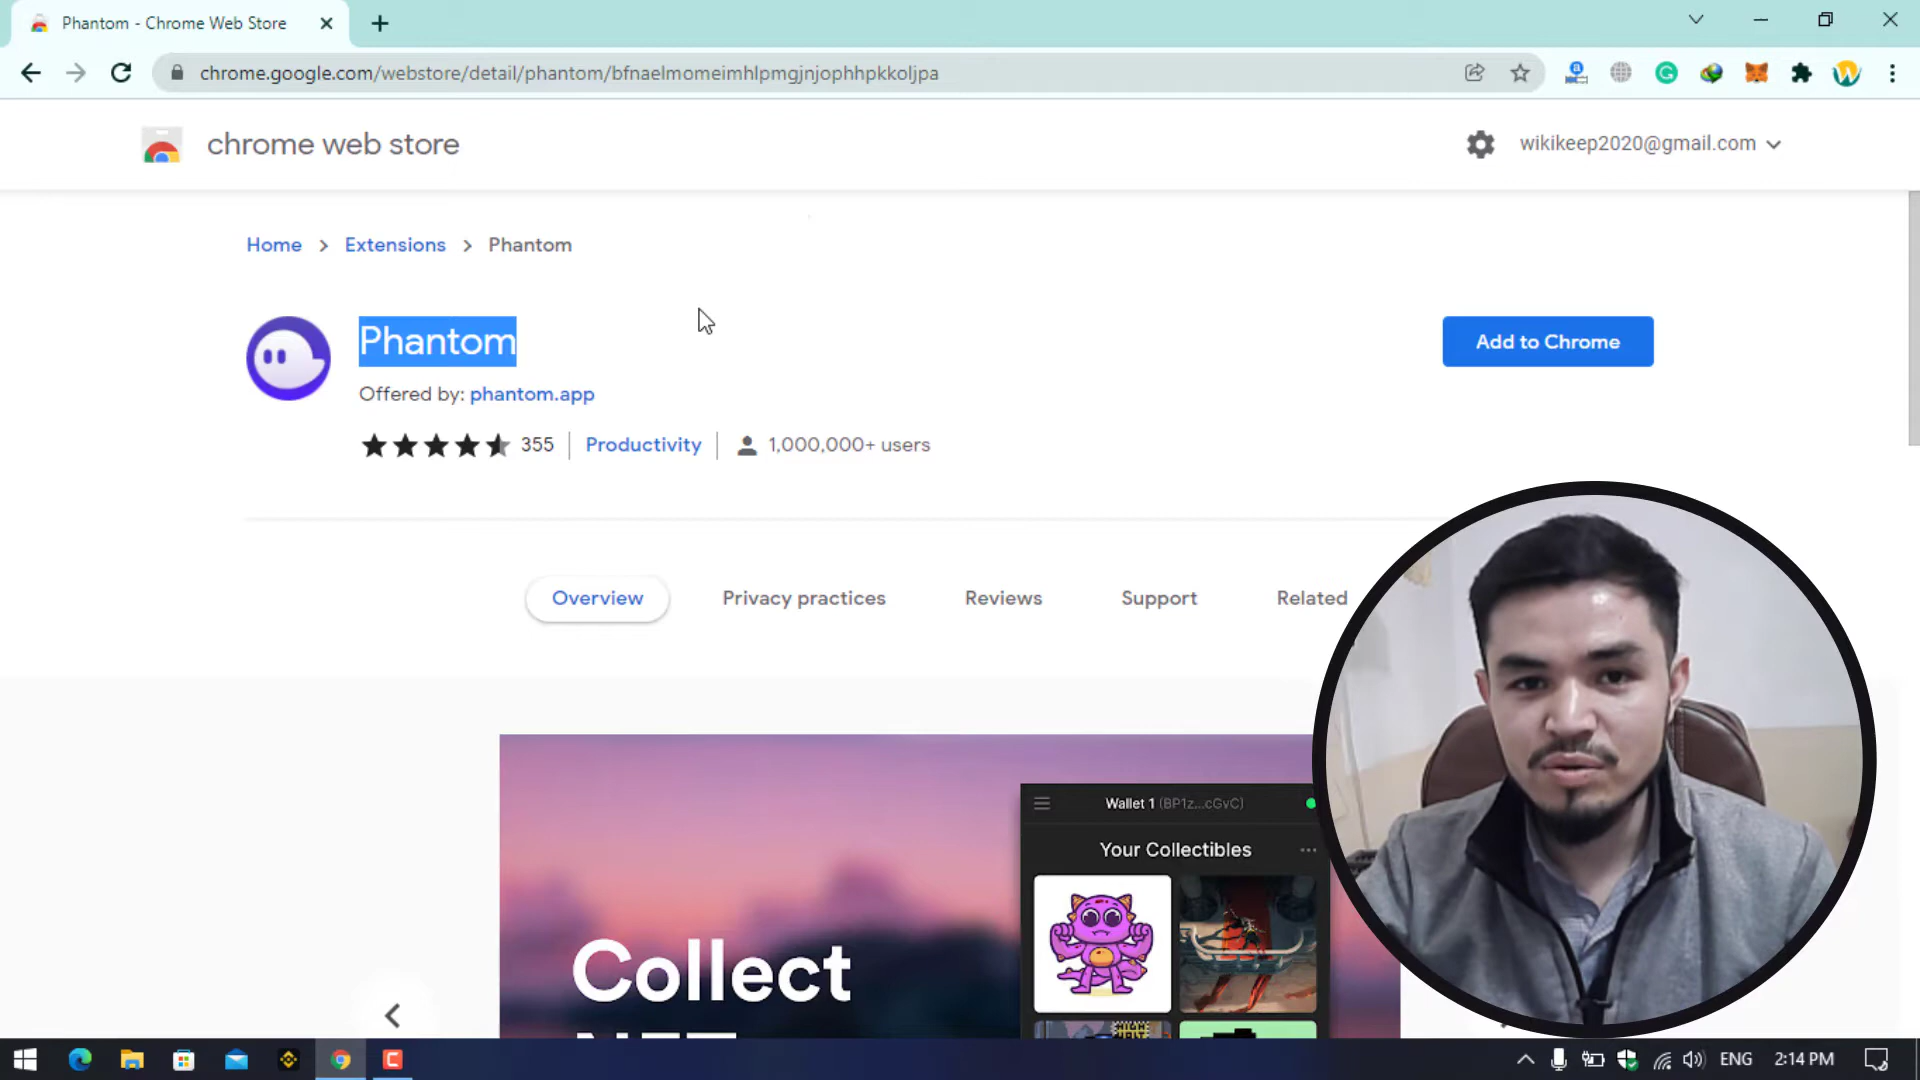 Phantom - Chrome Web Store
chrome.google.com/webstore/detail/phantom/bfnaelmomeimhlpmgjnjophhpkkoljpa
chrome web store
wikikeep2020@gmail.com
Home > Extensions > Phantom
Phantom
Add to Chrome
Offered by: phantom.app
355 | Productivity | 1,000,000+ users
Overview Privacy practices Reviews Support Related
Wallet 1 (BP1z...cGvC)
Your Collectibles
Collect
ENG 2:14 PM